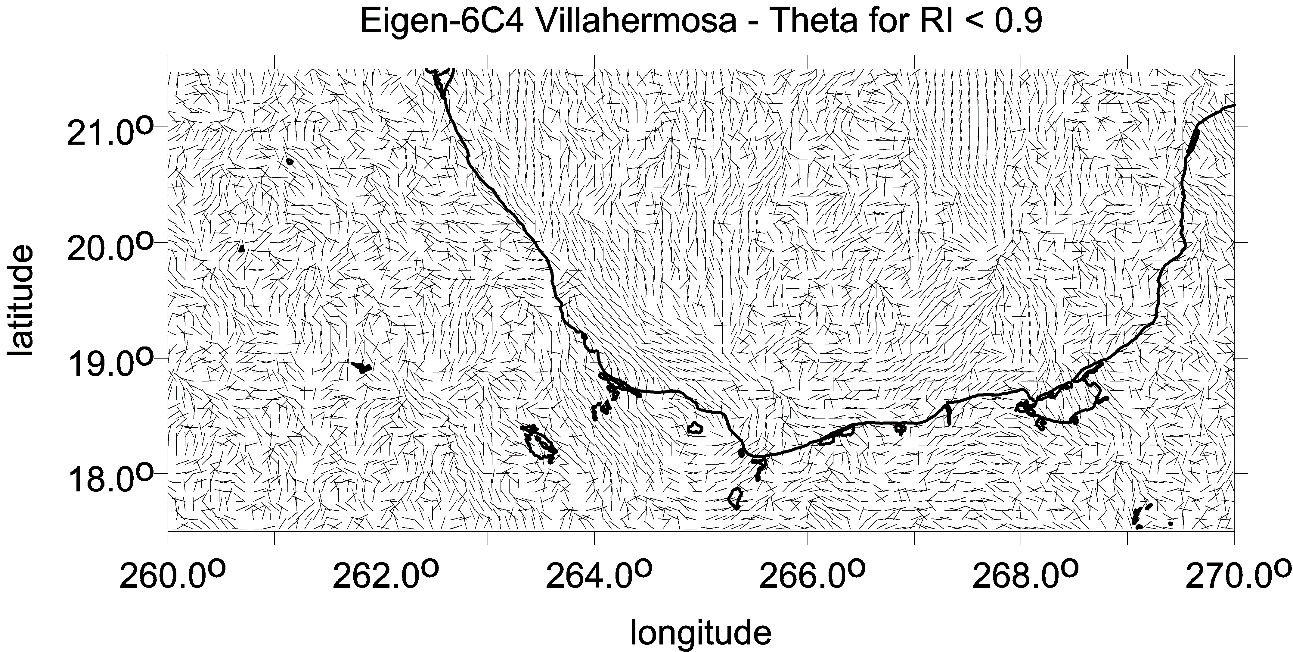 Eigen-6C4 Villahermosa - Theta for RI < 0.9
21.0º
20.0º
19.0º
18.0º
latitude
260.0º 262.0º 264.0º 266.0º 268.0º 270.0º
longitude